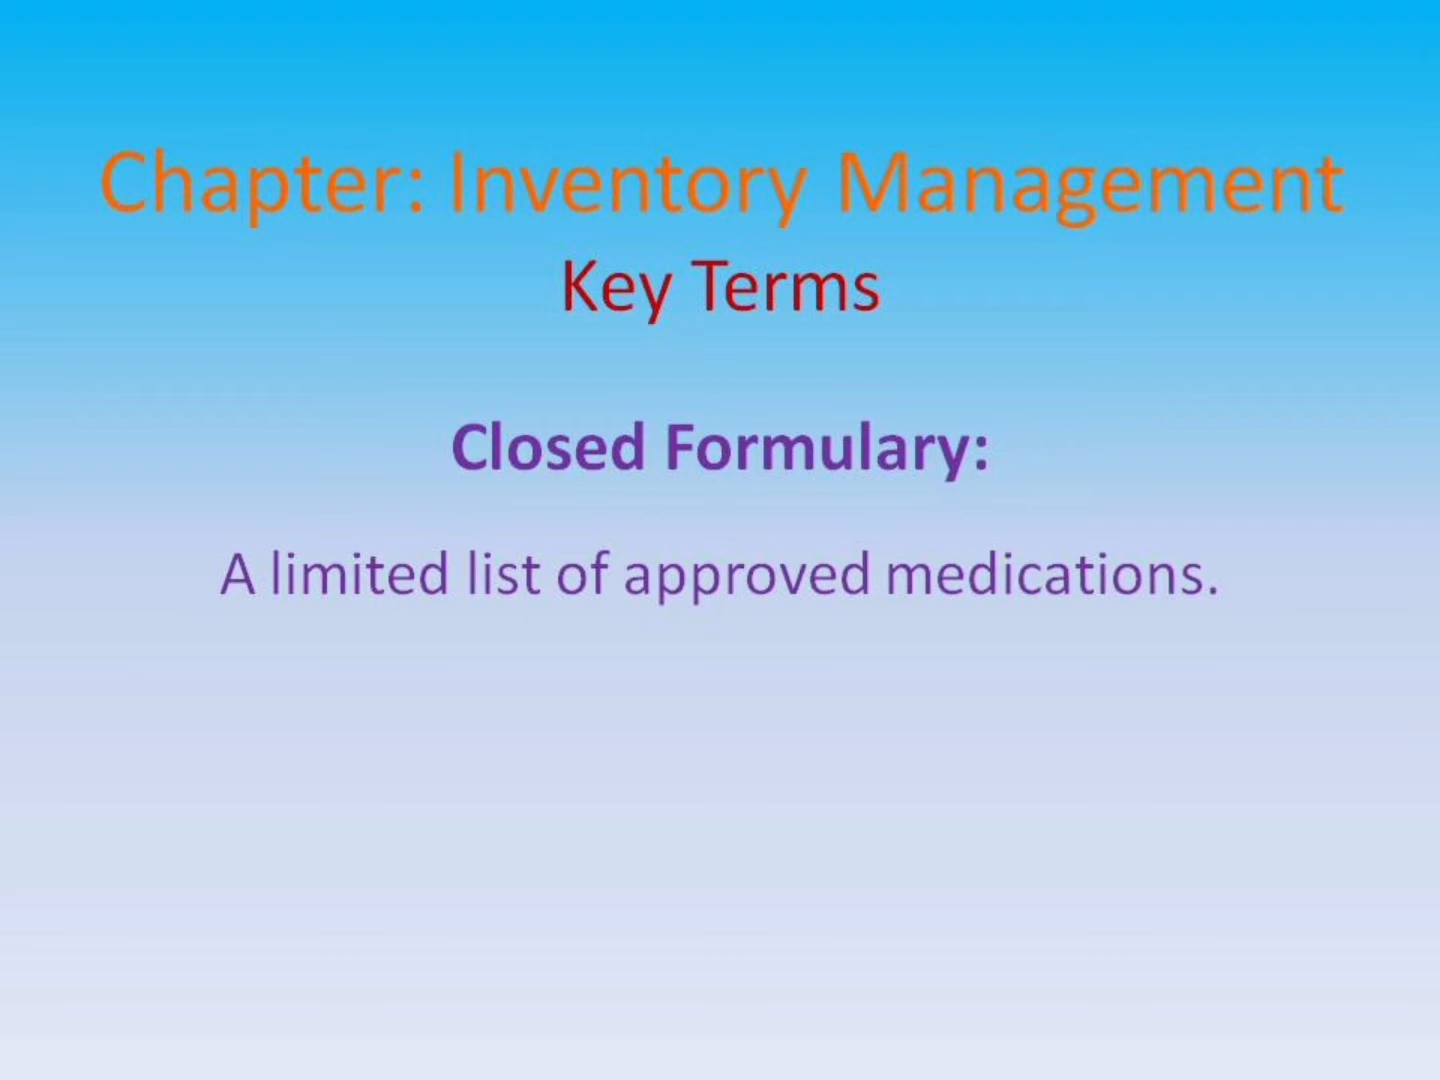 Chapter: Inventory Management
Key Terms
Closed Formulary:
A limited list of approved medications.